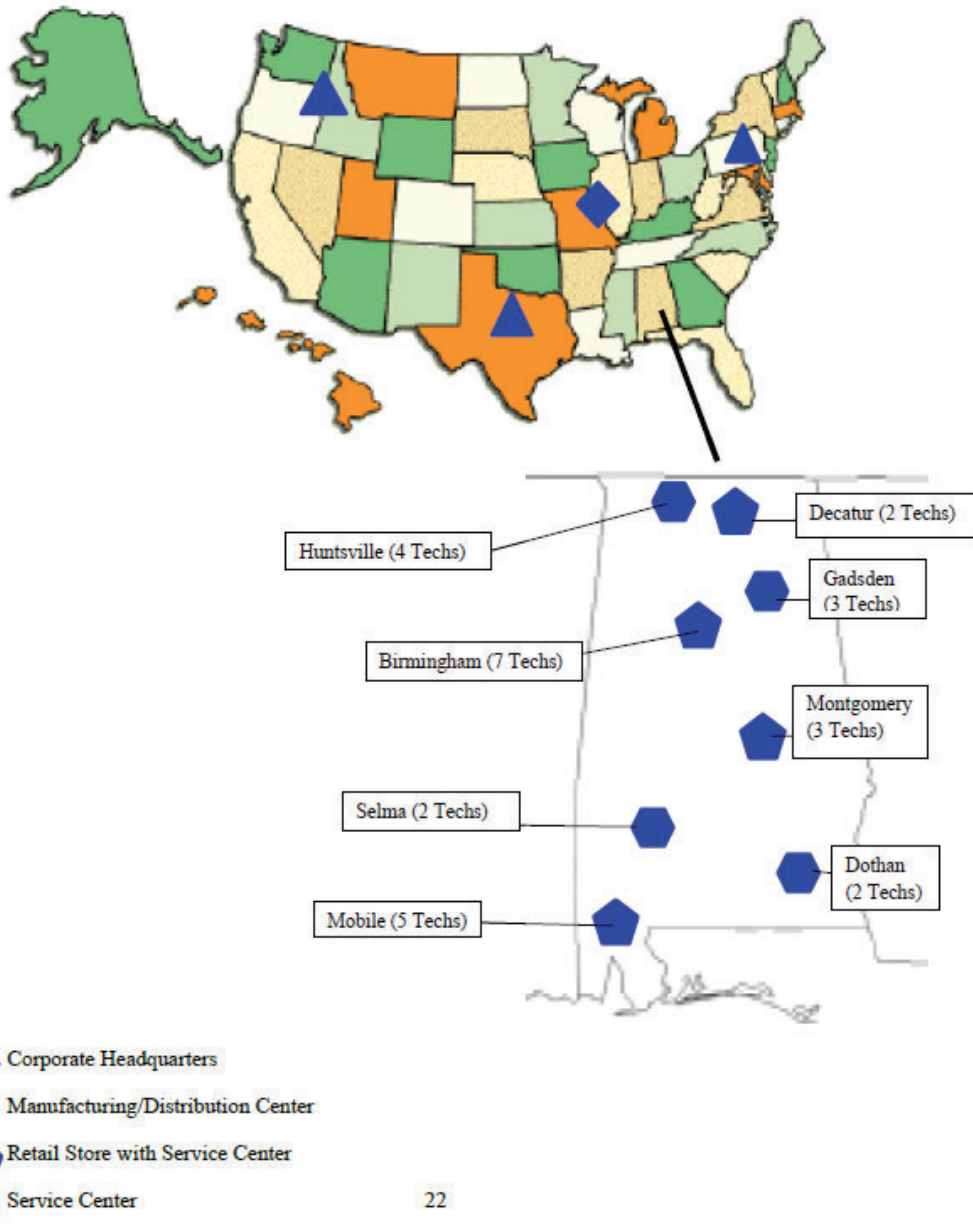 Decatur (2 Techs)
Huntsville (4 Techs)
Gadsden
(3 Techs)
Birmingham (7 Techs)
Montgomery
(3 Techs)
Selma (2 Techs)
Dothan
(2 Techs)
Mobile (5 Techs)
Corporate Headquarters
Manufacturing/Distribution Center
Retail Store with Service Center
Service Center 22